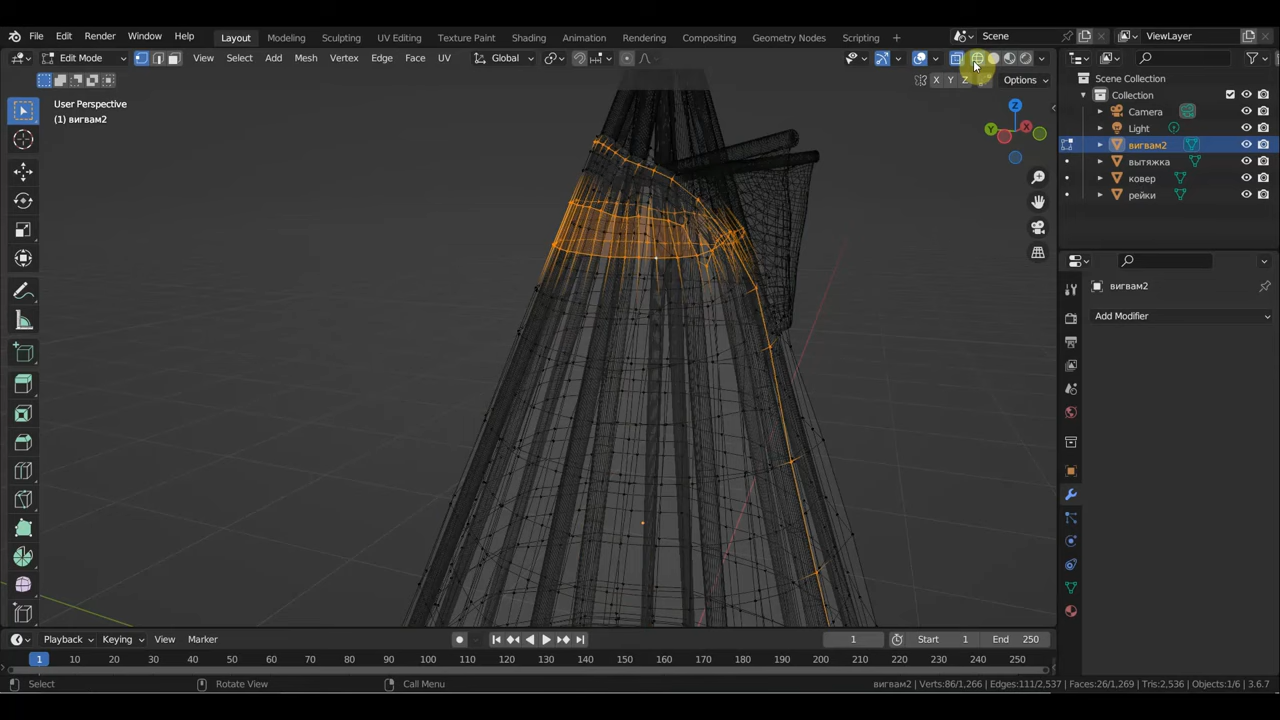 File Edit Render Window Help Layout Modeling Sculpting UV Editing Texture Paint Shading Animation Rendering Compositing Geometry Nodes Scripting + Scene ViewLayer
Edit Mode View Select Add Mesh Vertex Edge Face UV Global
X Y Z Options
User Perspective
(1) вигвам2
Z
Y
X
Scene Collection
Collection
Camera
Light
вигвам2
вытяжка
ковер
рейки
вигвам2
Add Modifier
Playback Keying View Marker 1 Start 1 End 250
1 10 20 30 40 50 60 70 80 90 100 110 120 130 140 150 160 170 180 190 200 210 220 230 240 250
Select Rotate View Call Menu вигвам2 | Verts:86/1,266 | Edges:111/2,537 | Faces:26/1,269 | Tris:2,536 | Objects:1/6 | 3.6.7